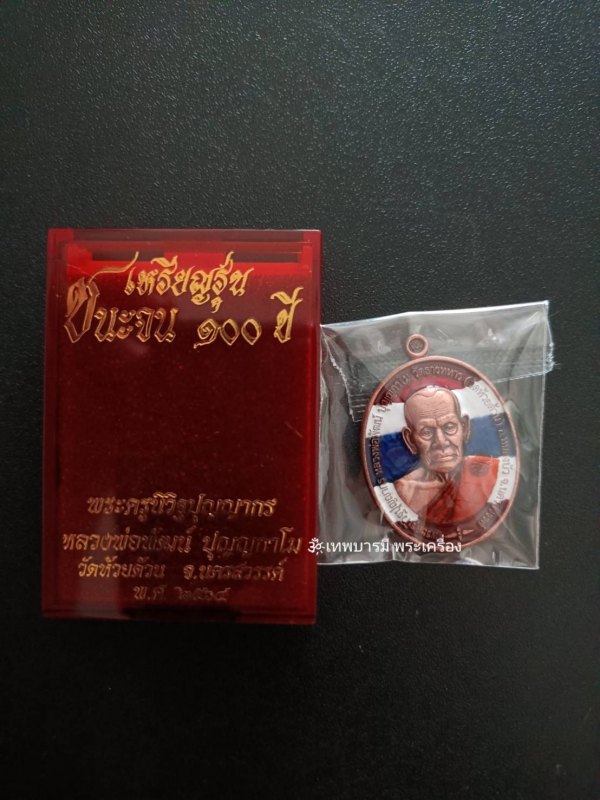 เหรียญรุ่น
ชนะจน ๑๐๐ ปี
พระครูนิวิฐปุญญากร
หลวงพ่อพัฒน์ ปุญญกาโม
วัดห้วยด้วน จ.นครสวรรค์
พ.ศ ๒๕๖๔
เทพบารมี พระเครื่อง